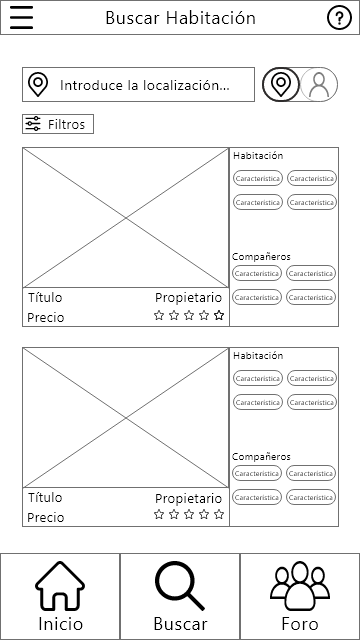 Buscar Habitación
?
Introduce la localización...
Filtros
Habitación
Característica Característica
Característica Característica
Compañeros
Característica Característica
Característica Característica
Título Propietario
Precio
Habitación
Característica Característica
Característica Característica
Compañeros
Característica Característica
Característica Característica
Título Propietario
Precio
Inicio Buscar Foro